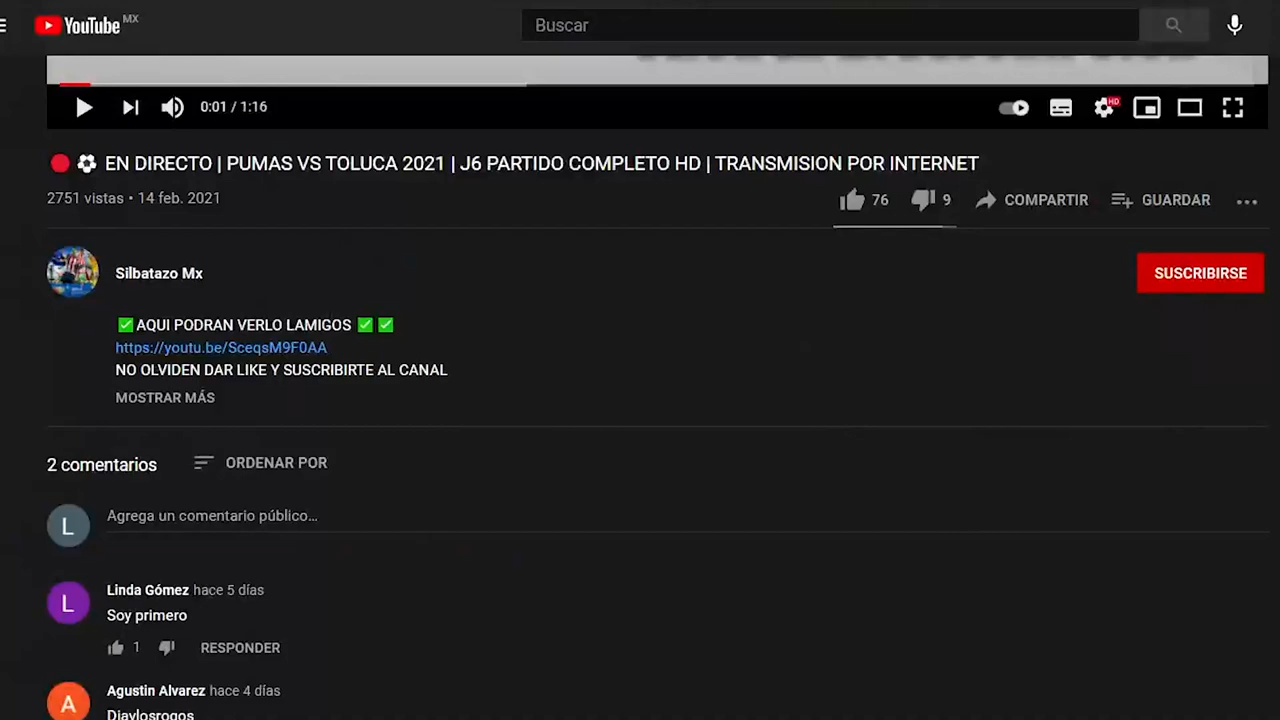 YouTube MX
Buscar
0:01 / 1:16
HD
EN DIRECTO | PUMAS VS TOLUCA 2021 | J6 PARTIDO COMPLETO HD | TRANSMISION POR INTERNET
2751 vistas • 14 feb. 2021
76 9 COMPARTIR GUARDAR
Silbatazo Mx
SUSCRIBIRSE
✅AQUI PODRAN VERLO LAMIGOS ✅ ✅
https://youtu.be/SceqsM9F0AA
NO OLVIDEN DAR LIKE Y SUSCRIBIRTE AL CANAL
MOSTRAR MÁS
2 comentarios ORDENAR POR
L
Agrega un comentario público...
L
Linda Gómez hace 5 días
Soy primero
1 RESPONDER
A
Agustin Alvarez hace 4 días
Diaylosrogos